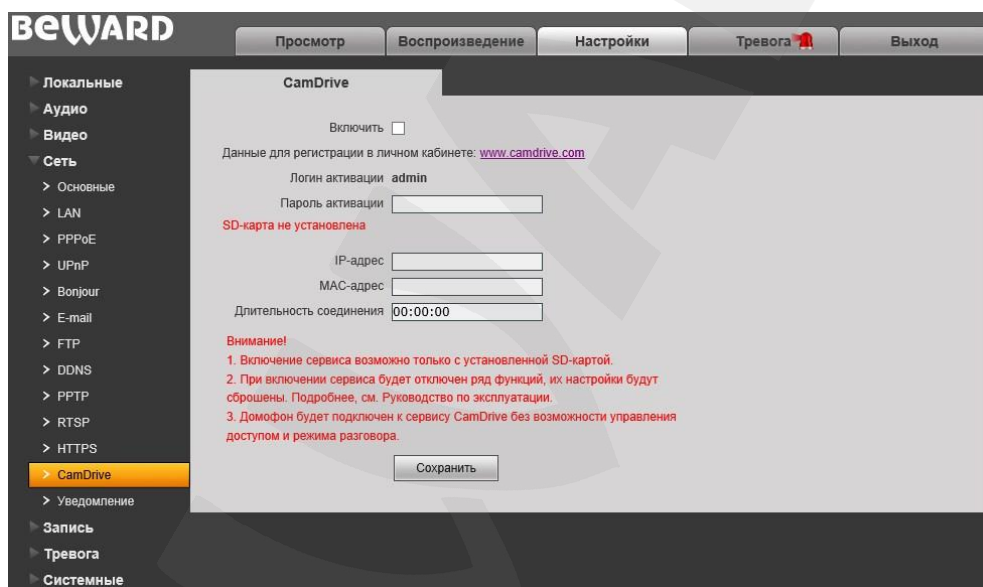 BEWARD
Просмотр
Воспроизведение
Настройки
Тревога
Выход
Локальные
Аудио
Видео
Сеть
Основные
LAN
PPPoE
UPnP
Bonjour
E-mail
FTP
DDNS
PPTP
RTSP
HTTPS
CamDrive
Уведомление
Запись
Тревога
Системные
CamDrive
Включить
Данные для регистрации в личном кабинете: www.camdrive.com
Логин активации admin
Пароль активации
SD-карта не установлена
IP-адрес
MAC-адрес
Длительность соединения 00:00:00
Внимание!
1. Включение сервиса возможно только с установленной SD-картой.
2. При включении сервиса будет отключен ряд функций, их настройки будут
сброшены. Подробнее, см. Руководство по эксплуатации.
3. Домофон будет подключен к сервису CamDrive без возможности управления
доступом и режима разговора.
Сохранить